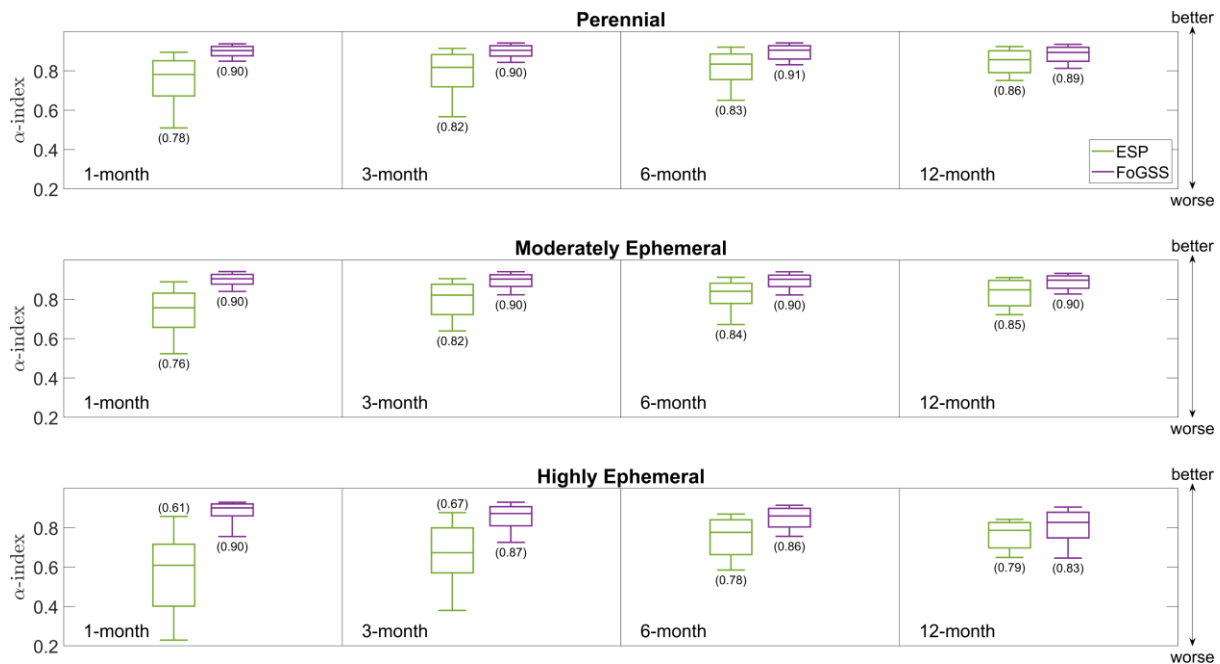 Perennial
better
0.8
0.6
0.4
0.2
α-index
(0.78)
(0.90)
(0.82)
(0.90)
(0.83)
(0.91)
(0.86)
(0.89)
1-month
3-month
6-month
12-month
ESP
FoGSS
worse
Moderately Ephemeral
better
0.8
0.6
0.4
0.2
α-index
(0.76)
(0.90)
(0.82)
(0.90)
(0.84)
(0.90)
(0.85)
(0.90)
1-month
3-month
6-month
12-month
worse
Highly Ephemeral
better
0.8
0.6
0.4
0.2
α-index
(0.61)
(0.90)
(0.67)
(0.87)
(0.78)
(0.86)
(0.79)
(0.83)
1-month
3-month
6-month
12-month
worse